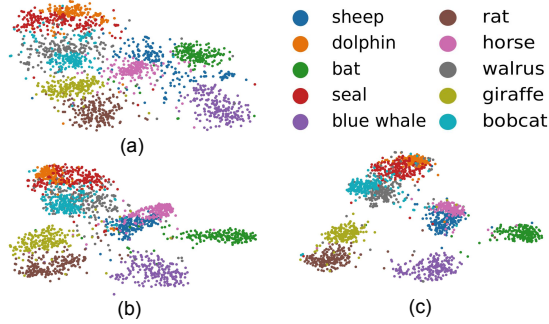 sheep rat
dolphin horse
bat walrus
seal giraffe
blue whale bobcat
(a)
(b)
(c)